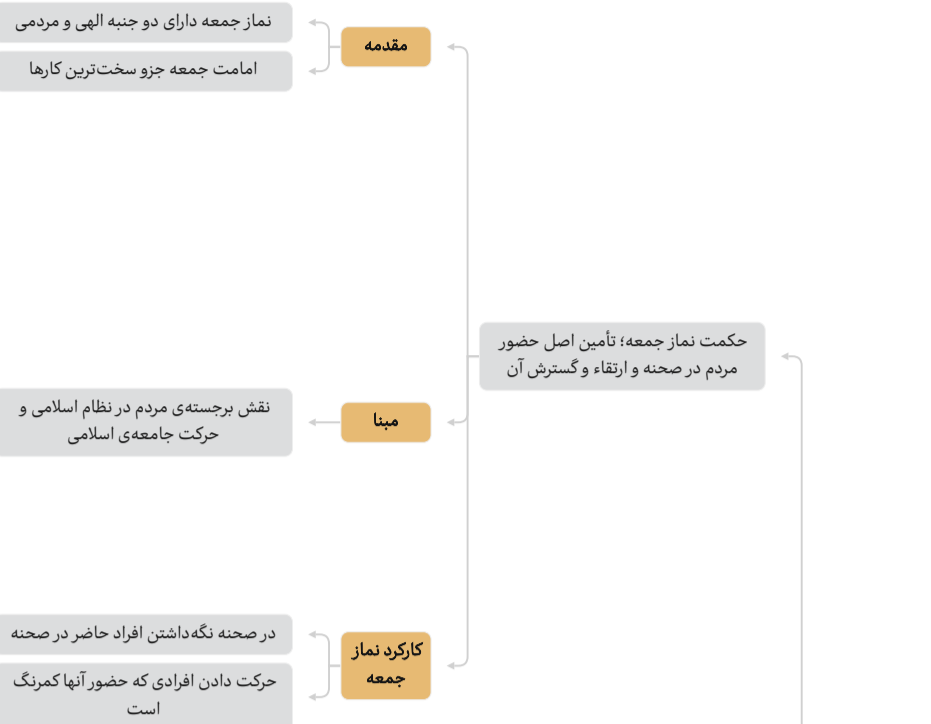 حکمت نماز جمعه؛ تأمین اصل حضور
مردم در صحنه و ارتقاء و گسترش آن
مقدمه
نماز جمعه دارای دو جنبه الهی و مردمی
امامت جمعه جزو سخت‌ترین کارها
مبنا
نقش برجسته‌ی مردم در نظام اسلامی و
حرکت جامعه‌ی اسلامی
کارکرد نماز
جمعه
در صحنه نگه‌داشتن افراد حاضر در صحنه
حرکت دادن افرادی که حضور آنها کمرنگ
است